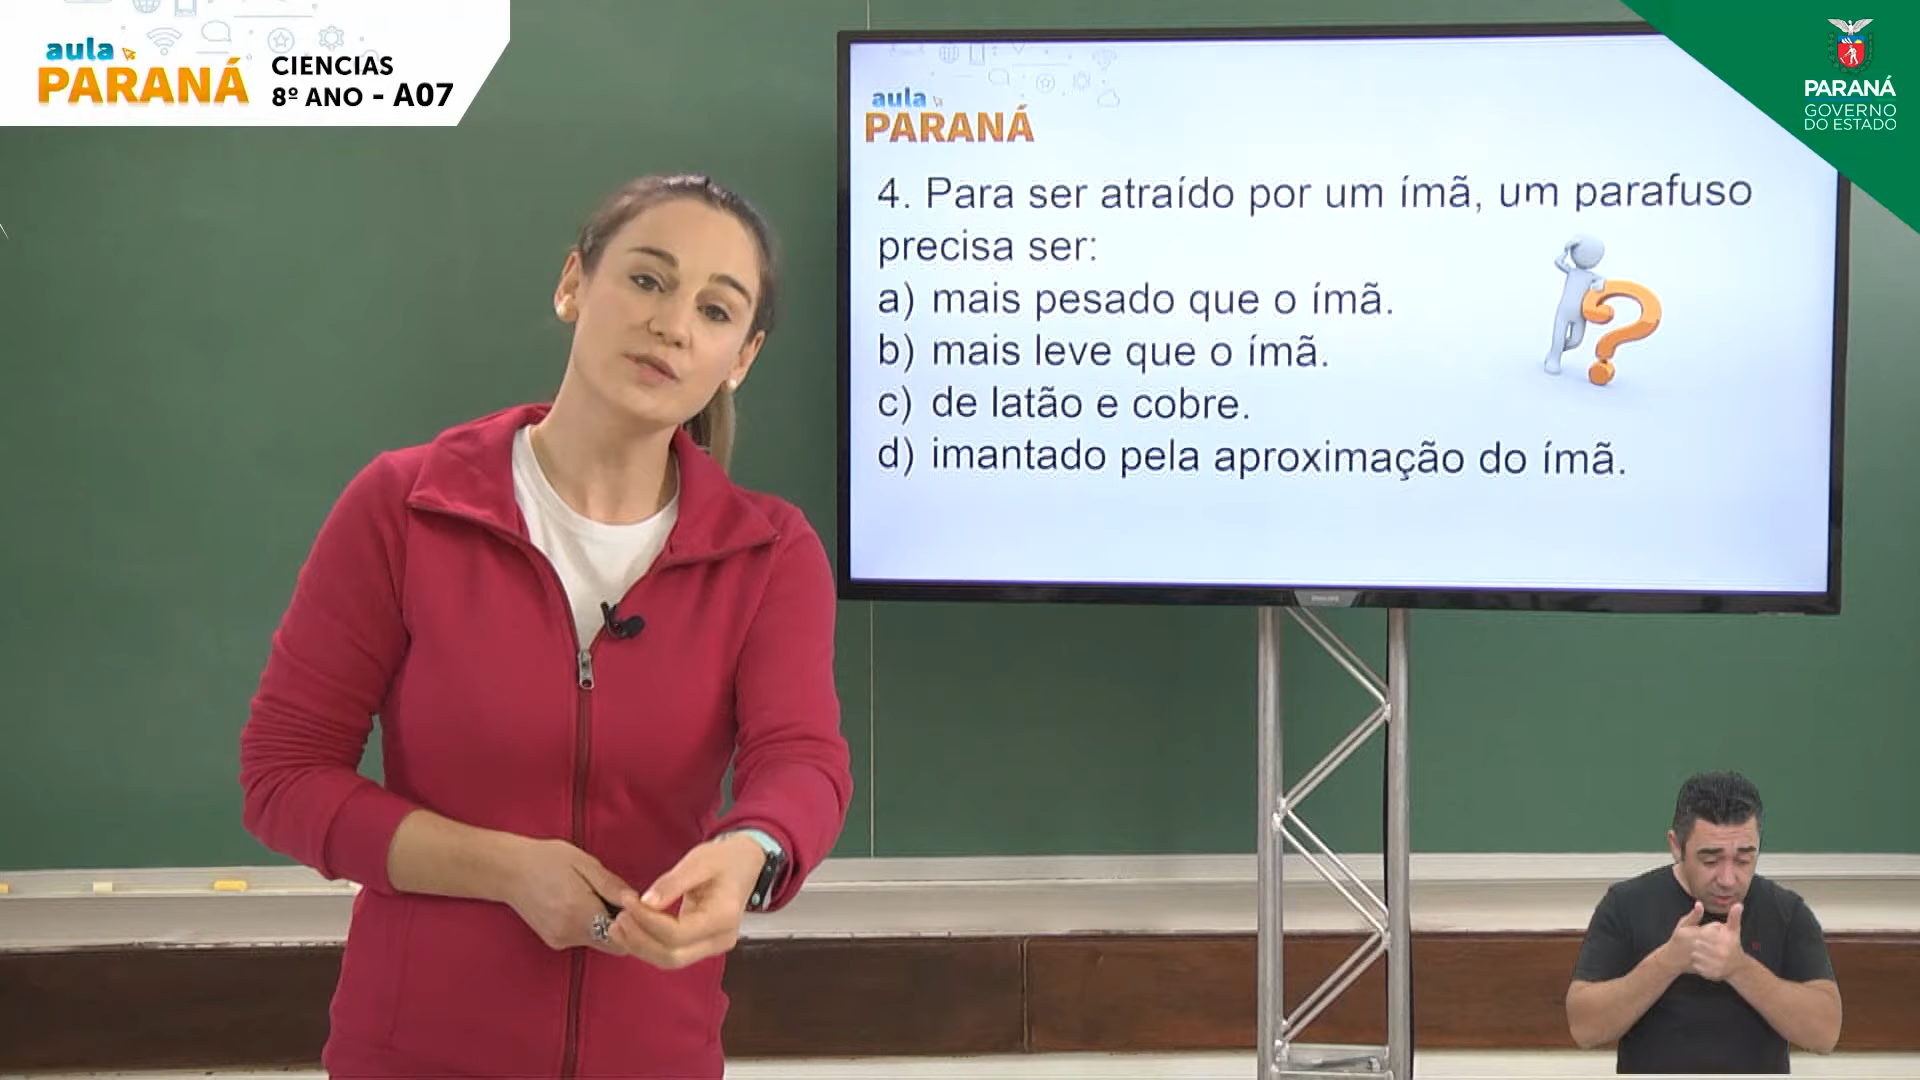 aula
PARANÁ
CIÊNCIAS
8º ANO - A07
PARANÁ
GOVERNO
DO ESTADO
aula
PARANÁ
4. Para ser atraído por um ímã, um parafuso
precisa ser:
a) mais pesado que o ímã.
b) mais leve que o ímã.
c) de latão e cobre.
d) imantado pela aproximação do ímã.
PHILIPS